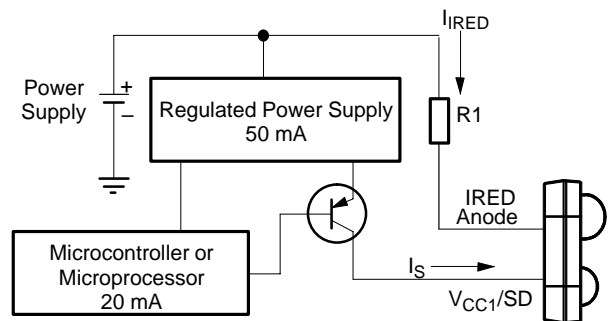 I_IRED
Power
Supply
+
–
Regulated Power Supply
50 mA
R1
IRED
Anode
Microcontroller or
Microprocessor
20 mA
I_S
V_CC1/SD